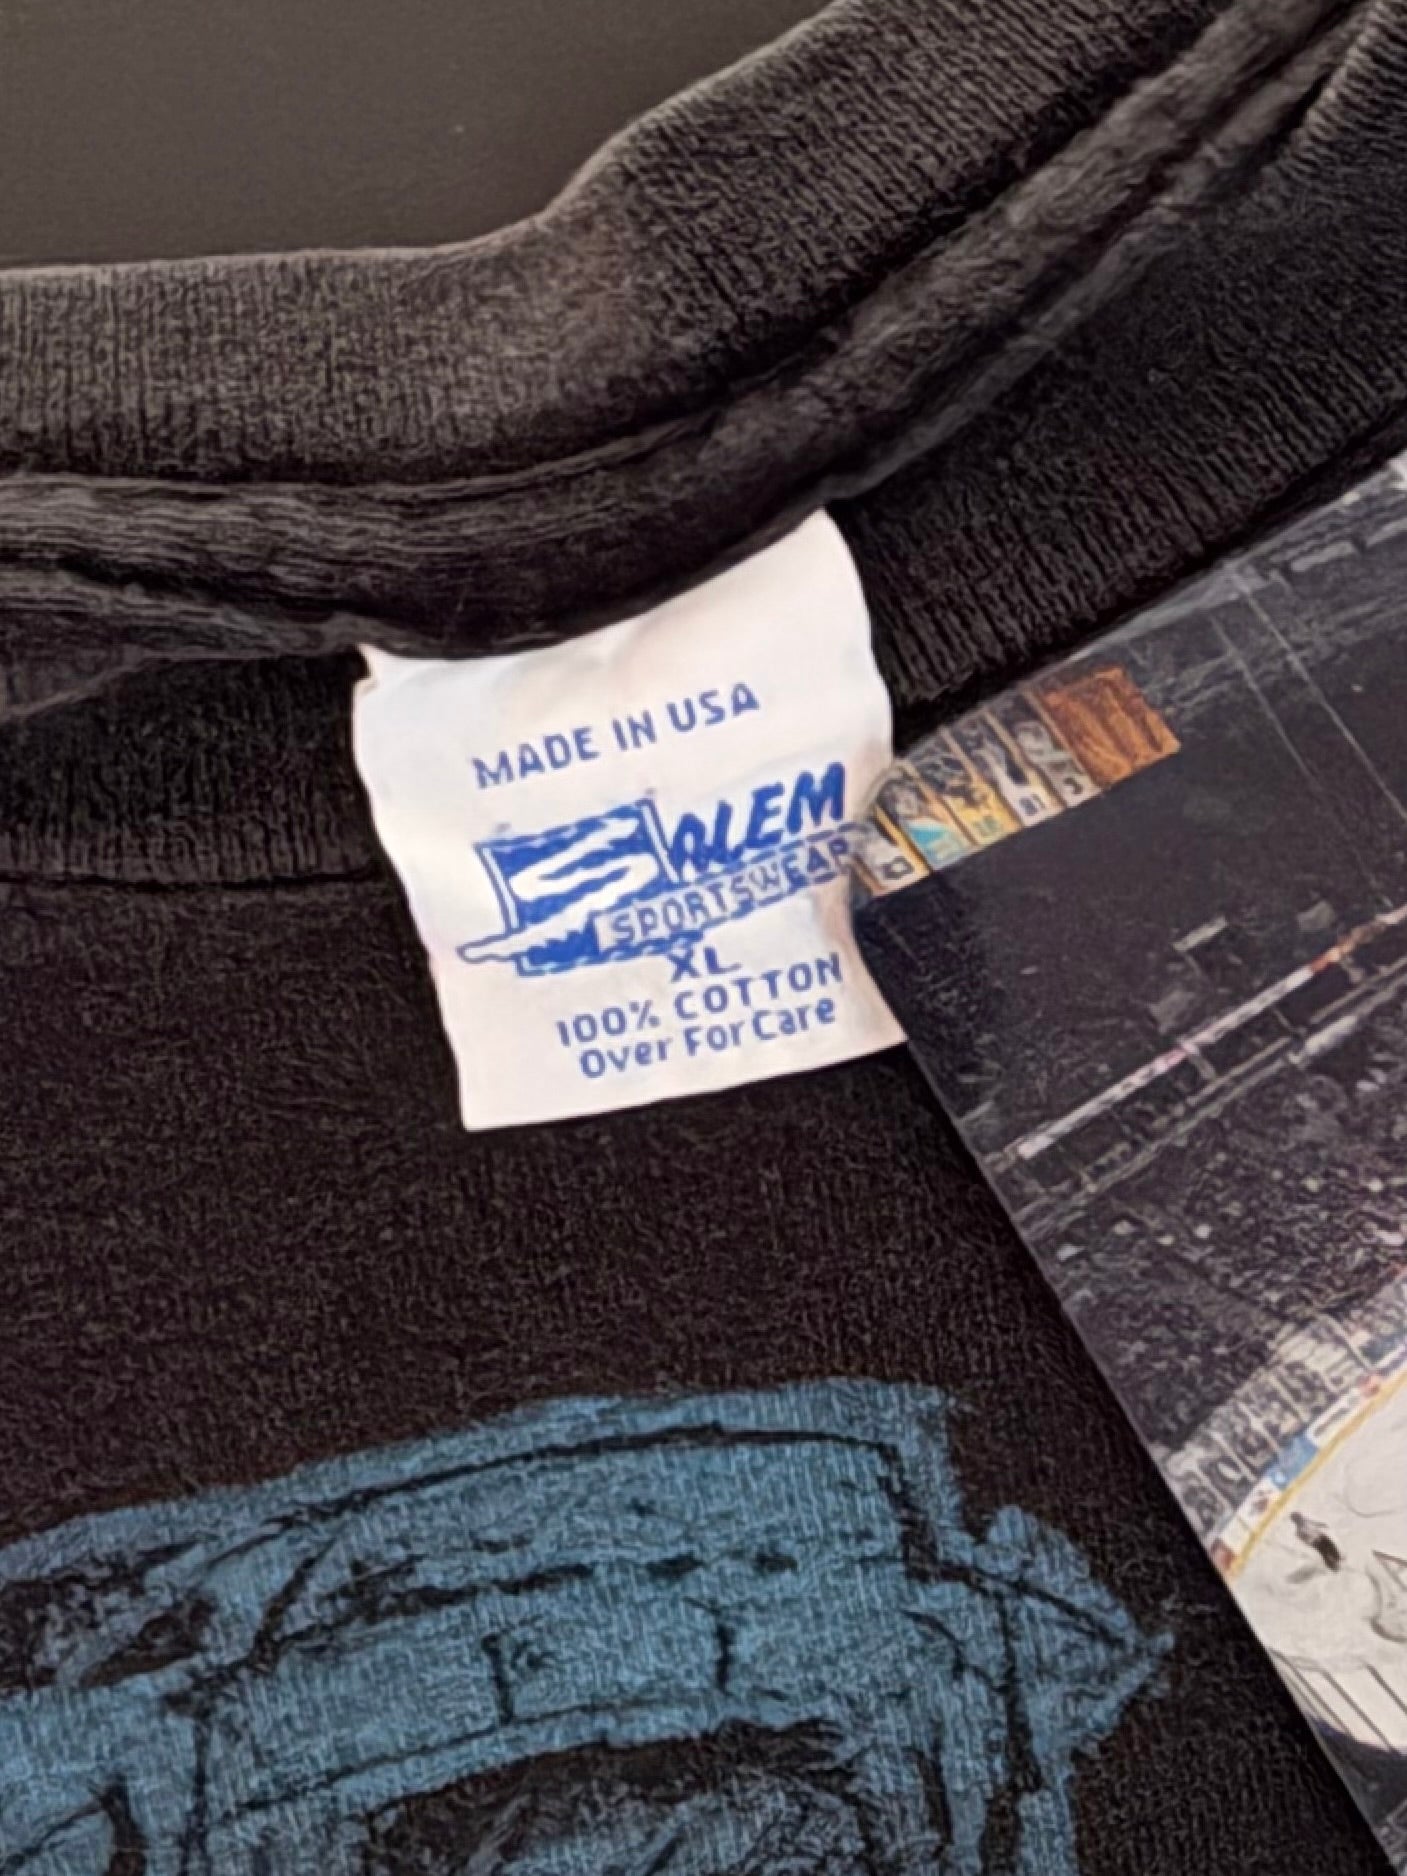 MADE IN USA
SALEM
SPORTSWEAR
XL
100% COTTON
Over For Care